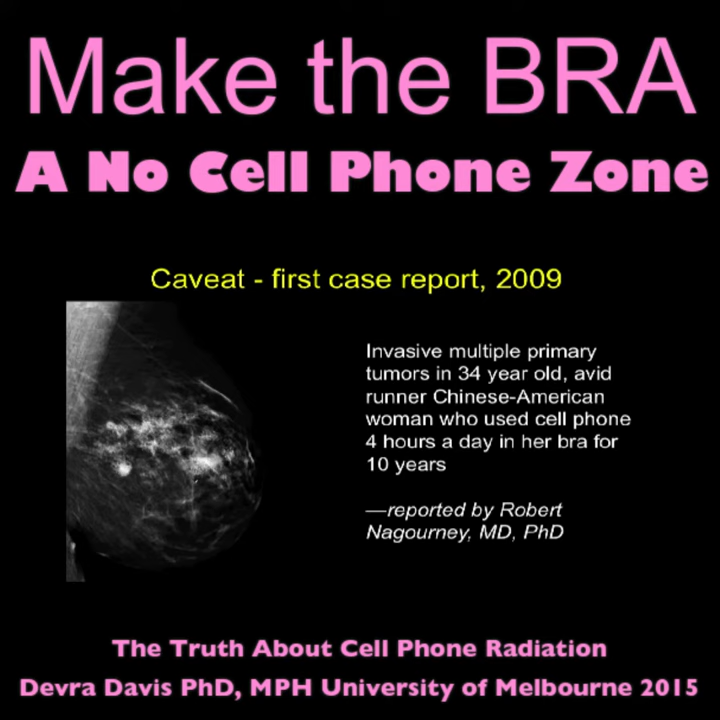 Make the BRA
A No Cell Phone Zone
Caveat - first case report, 2009
Invasive multiple primary
tumors in 34 year old, avid
runner Chinese-American
woman who used cell phone
4 hours a day in her bra for
10 years
—reported by Robert
Nagourney, MD, PhD
The Truth About Cell Phone Radiation
Devra Davis PhD, MPH University of Melbourne 2015